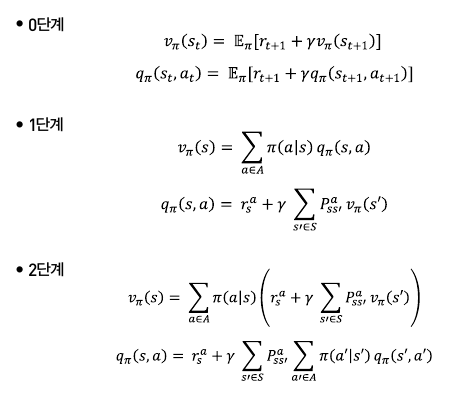 • 0단계
v_π(s_t) = 𝔼_π[r_{t+1} + γv_π(s_{t+1})]
q_π(s_t, a_t) = 𝔼_π[r_{t+1} + γq_π(s_{t+1}, a_{t+1})]
• 1단계
v_π(s) = ∑_{a∈A} π(a|s) q_π(s, a)
q_π(s, a) = r_s^a + γ ∑_{s′∈S} P_{ss′}^a v_π(s′)
• 2단계
v_π(s) = ∑_{a∈A} π(a|s) (r_s^a + γ ∑_{s′∈S} P_{ss′}^a v_π(s′))
q_π(s, a) = r_s^a + γ ∑_{s′∈S} P_{ss′}^a ∑_{a′∈A} π(a′|s′) q_π(s′, a′)